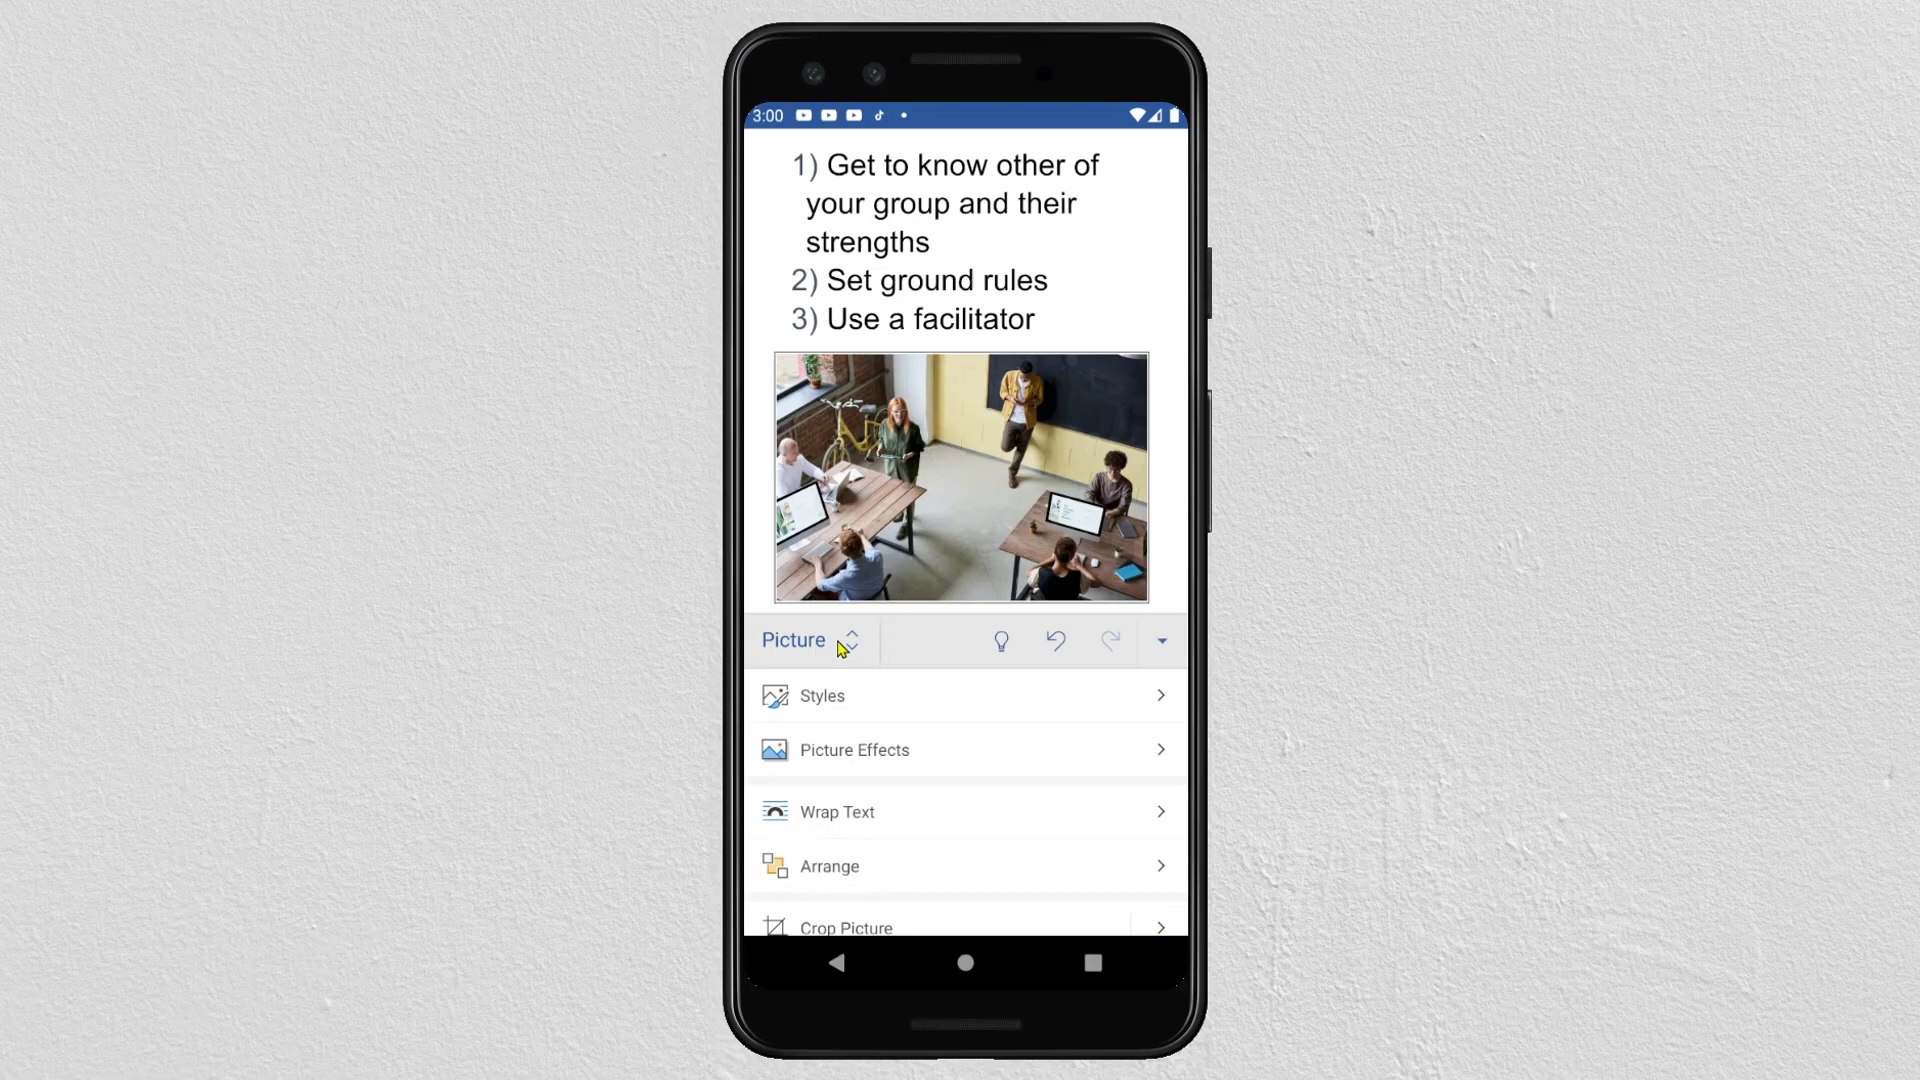 3:00
1) Get to know other of
your group and their
strengths
2) Set ground rules
3) Use a facilitator
Picture
Styles
Picture Effects
Wrap Text
Arrange
Crop Picture